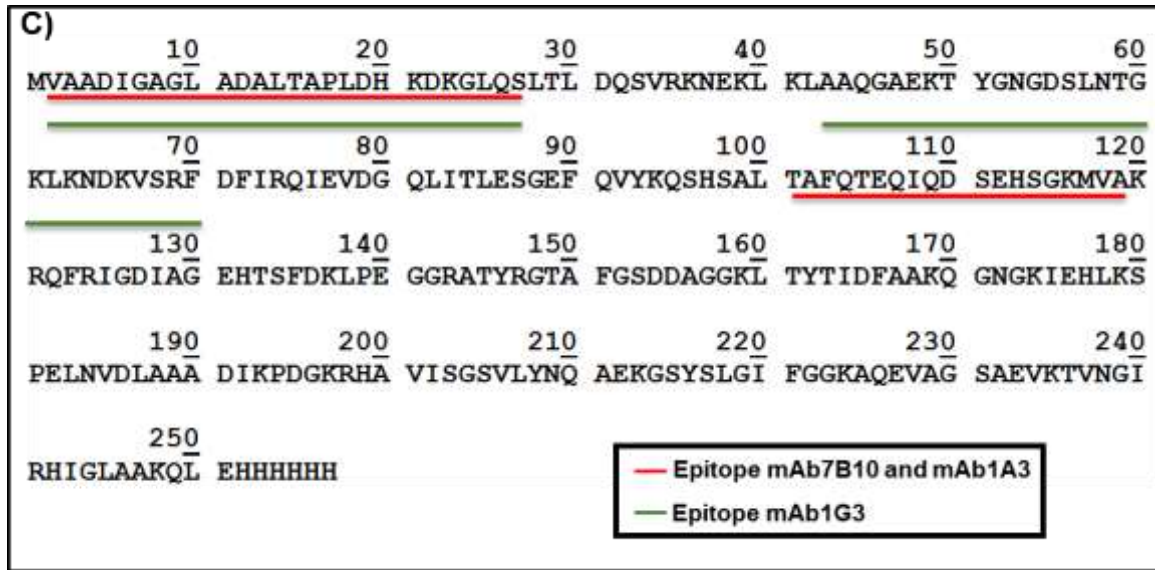 C)
10 20 30 40 50 60
MVAADIGAGL ADALTAPLDH KDKGLQSLTL DQSVRKNEKL KLAAQGAEKT YGNGDSLNTG
70 80 90 100 110 120
KLKNDKVSRF DFIRQIEVDG QLITLESGEF QVYKQSHSAL TAFQTEQIQD SEHSGKMVAK
130 140 150 160 170 180
RQFRIGDIAG EHTSFDKLPE GGRATYRGTA FGSDDAGGKL TYTIDFAAKQ GNGKIEHLKS
190 200 210 220 230 240
PELNVDLAAA DIKPDGKRHA VISGSVLYNQ AEKGSYSLGI FGGKAQEVAG SAEVKTVNGI
250
RHIGLAAKQL EHHHHHH
Epitope mAb7B10 and mAb1A3
Epitope mAb1G3